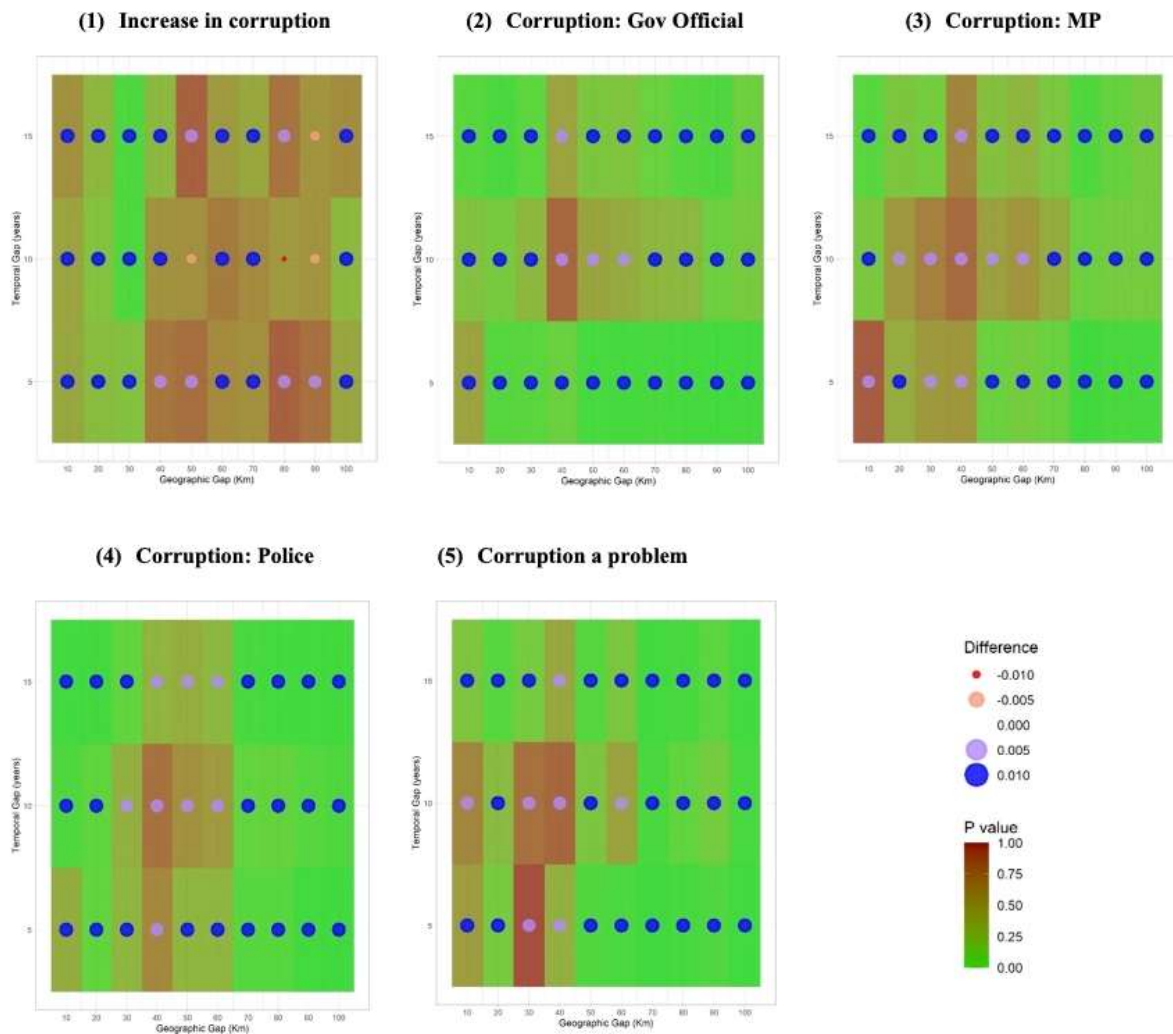 (1) Increase in corruption
(2) Corruption: Gov Official
(3) Corruption: MP
Temporal Gap (years)
15
10
5
10 20 30 40 50 60 70 80 90 100
Geographic Gap (Km)
Temporal Gap (years)
15
10
5
10 20 30 40 50 60 70 80 90 100
Geographic Gap (Km)
Temporal Gap (years)
15
10
5
10 20 30 40 50 60 70 80 90 100
Geographic Gap (Km)
(4) Corruption: Police
(5) Corruption a problem
Temporal Gap (years)
15
10
5
10 20 30 40 50 60 70 80 90 100
Geographic Gap (Km)
Temporal Gap (years)
15
10
5
10 20 30 40 50 60 70 80 90 100
Geographic Gap (Km)
Difference
-0.010
-0.005
0.000
0.005
0.010
P value
1.00
0.75
0.50
0.25
0.00